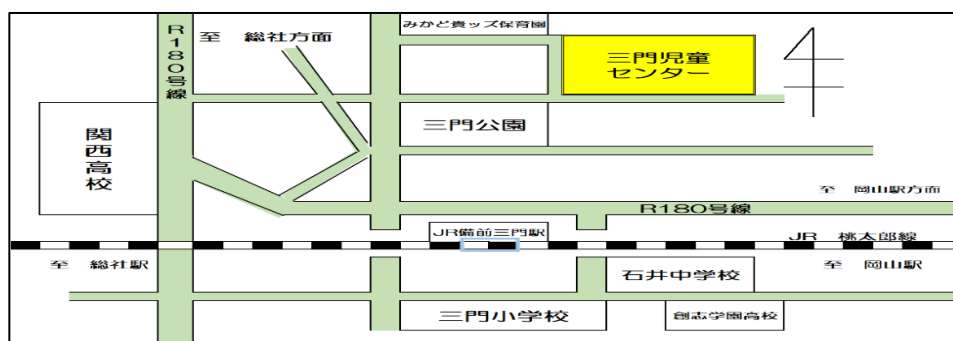 みかど貴ッズ保育園
R180号線
至 総社方面
三門児童
センター
三門公園
関西高校
至 岡山駅方面
R180号線
JR備前三門駅
JR 桃太郎線
至 総社駅
石井中学校
至 岡山駅
三門小学校
創志学園高校